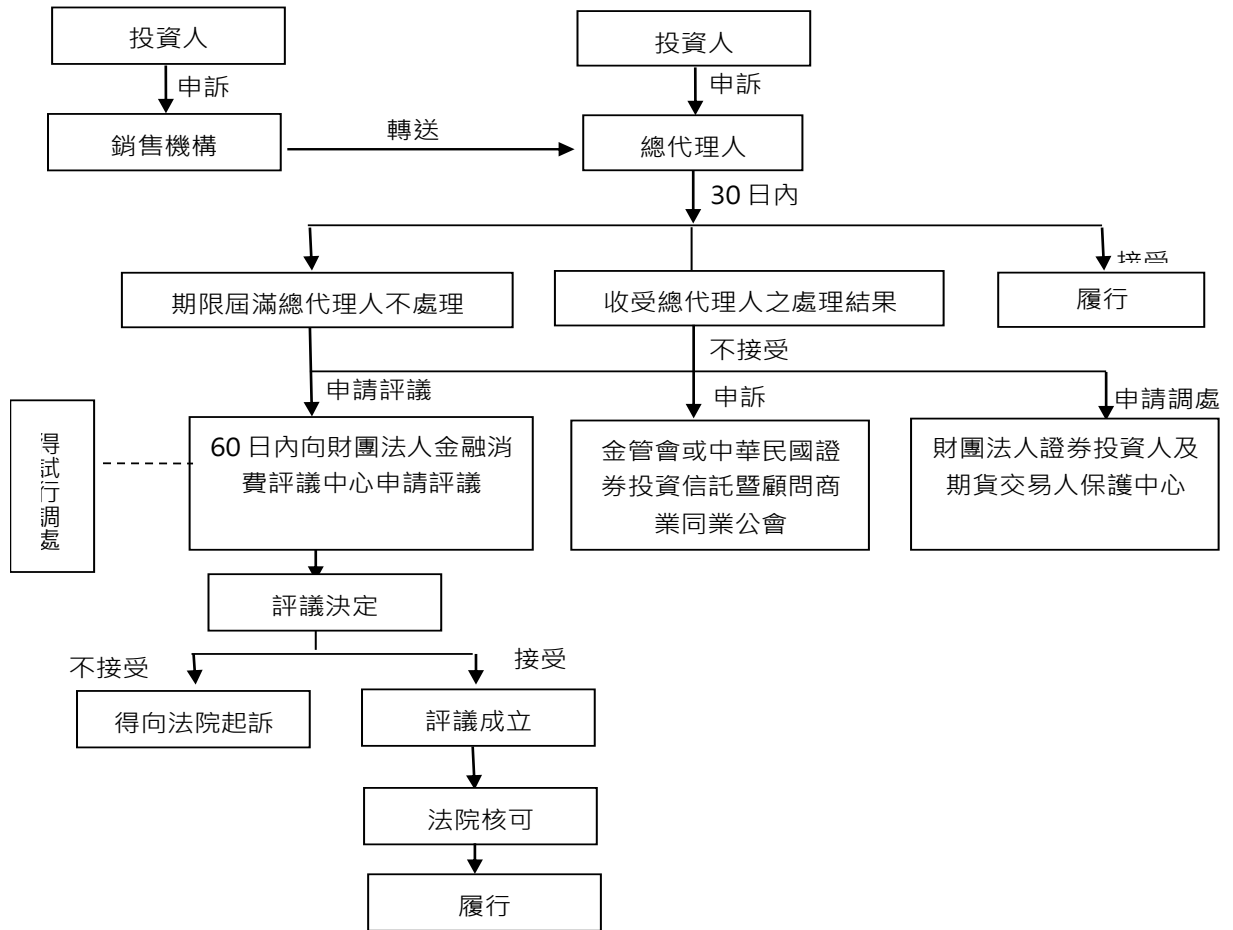 投資人
投資人
申訴
申訴
銷售機構
轉送
總代理人
30 日內
接受
期限屆滿總代理人不處理
收受總代理人之處理結果
履行
不接受
申請評議
申訴
申請調處
得試行調處
60 日內向財團法人金融消
費評議中心申請評議
金管會或中華民國證
券投資信託暨顧問商
業同業公會
財團法人證券投資人及
期貨交易人保護中心
評議決定
不接受
接受
得向法院起訴
評議成立
法院核可
履行